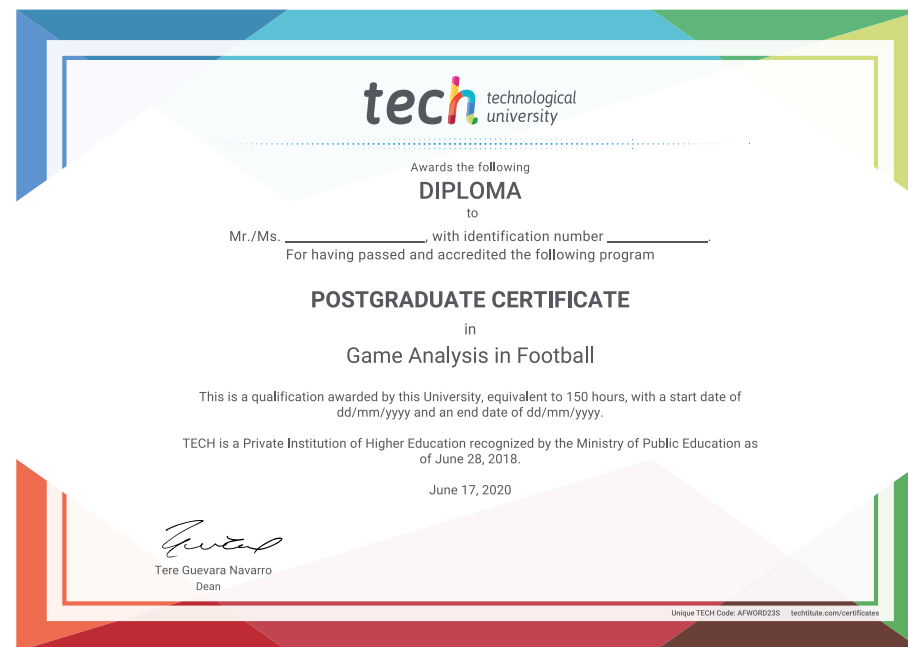 tech technological
university
Awards the following
DIPLOMA
to
Mr./Ms. ____________________, with identification number ______________.
For having passed and accredited the following program
POSTGRADUATE CERTIFICATE
in
Game Analysis in Football
This is a qualification awarded by this University, equivalent to 150 hours, with a start date of
dd/mm/yyyy and an end date of dd/mm/yyyy.
TECH is a Private Institution of Higher Education recognized by the Ministry of Public Education as
of June 28, 2018.
June 17, 2020
Tere Guevara Navarro
Dean
Unique TECH Code: AFWORD23S techtitute.com/certificates